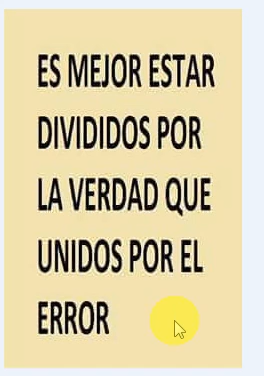 ES MEJOR ESTAR
DIVIDIDOS POR
LA VERDAD QUE
UNIDOS POR EL
ERROR